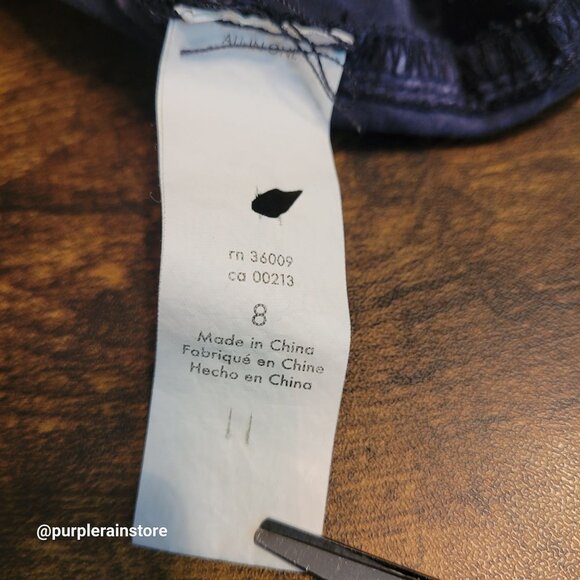 rn 36009
ca 00213
8
Made in China
Fabriqué en Chine
Hecho en China
@purplerainstore